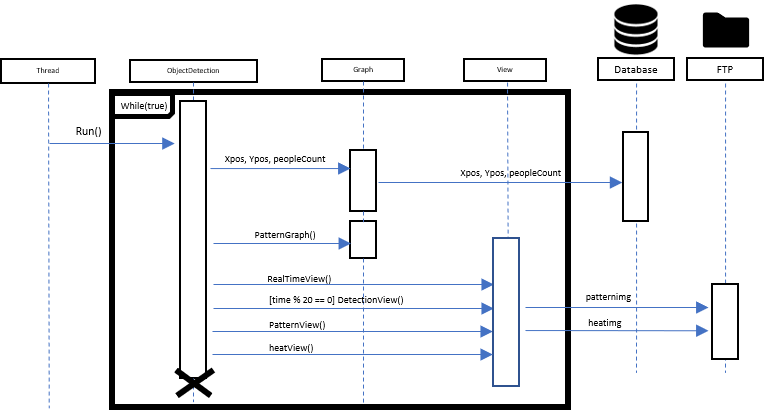 Thread
ObjectDetection
Graph
View
Database
FTP
While(true)
Run()
Xpos, Ypos, peopleCount
Xpos, Ypos, peopleCount
PatternGraph()
RealTimeView()
[time % 20 == 0] DetectionView()
patternimg
PatternView()
heatimg
heatView()